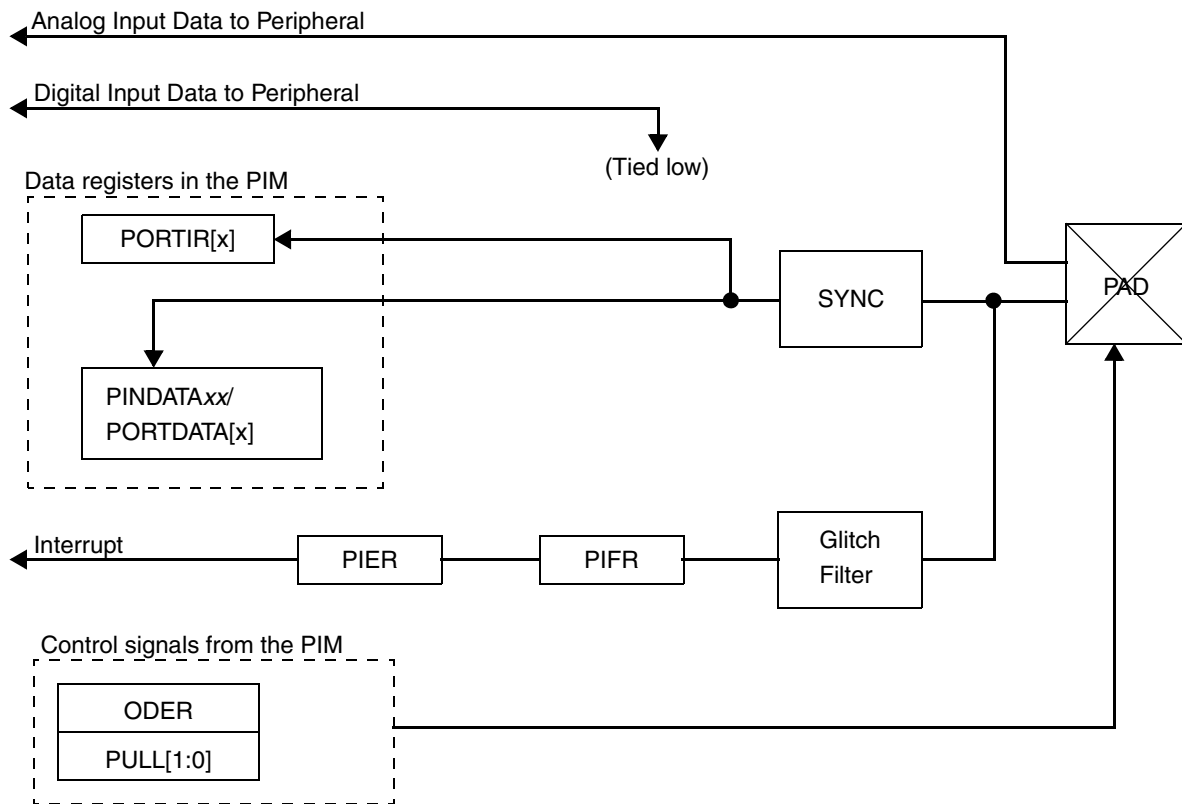 Analog Input Data to Peripheral
Digital Input Data to Peripheral
(Tied low)
Data registers in the PIM
PORTIR[x]
SYNC
PAD
PINDATAxx/
PORTDATA[x]
Interrupt
PIER
PIFR
Glitch
Filter
Control signals from the PIM
ODER
PULL[1:0]